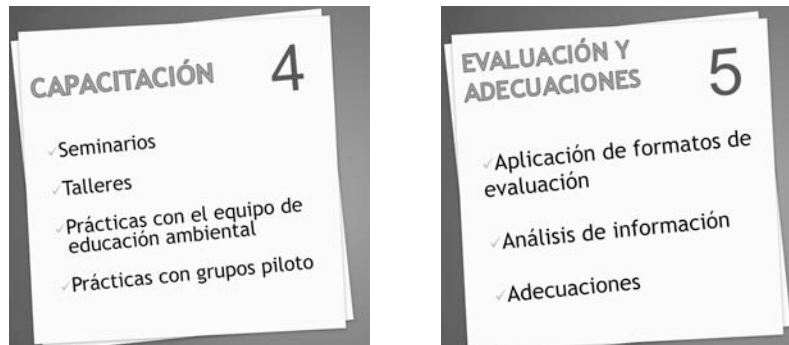 CAPACITACIÓN 4
✓Seminarios
✓Talleres
✓Prácticas con el equipo de
educación ambiental
✓Prácticas con grupos piloto
EVALUACIÓN Y
ADECUACIONES 5
✓Aplicación de formatos de
evaluación
✓Análisis de información
✓Adecuaciones